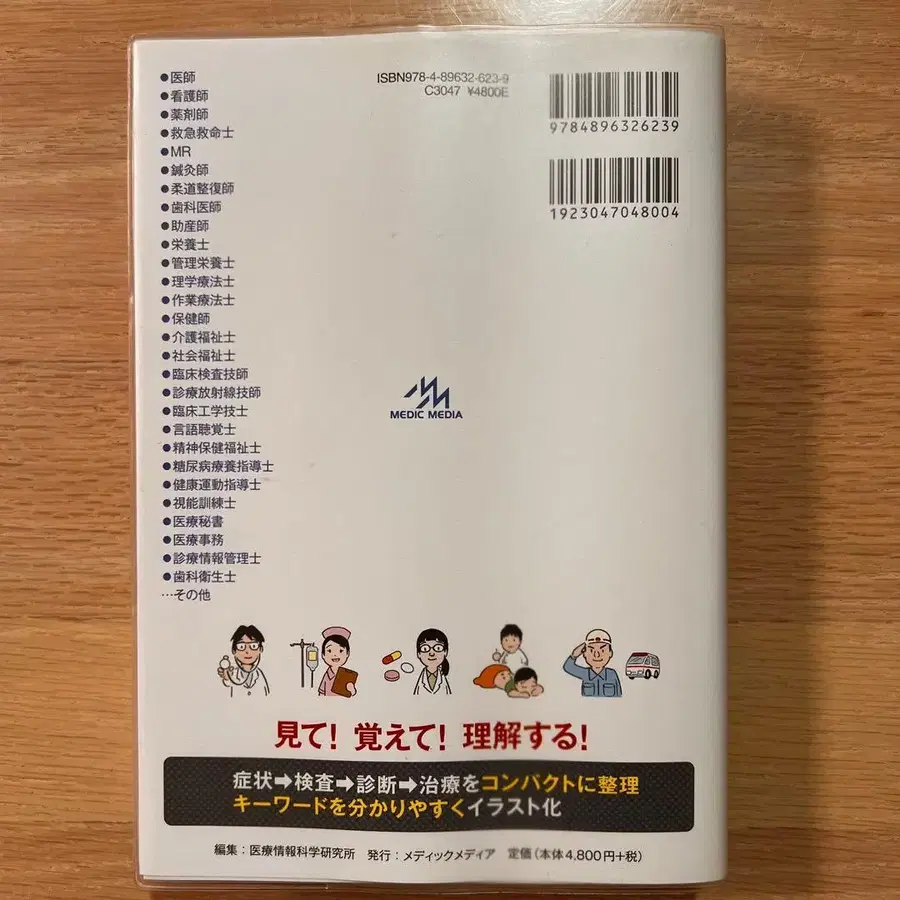 ●医師
●看護師
●薬剤師
●救急救命士
●MR
●鍼灸師
●柔道整復師
●歯科医師
●助産師
●栄養士
●管理栄養士
●理学療法士
●作業療法士
●保健師
●介護福祉士
●社会福祉士
●臨床検査技師
●診療放射線技師
●臨床工学技士
●言語聴覚士
●精神保健福祉士
●糖尿病療養指導士
●健康運動指導士
●視能訓練士
●医療秘書
●医療事務
●診療情報管理士
●歯科衛生士
…その他
ISBN978-4-89632-623-9
C3047 ¥4800E
9784896326239
1923047048004
MEDIC MEDIA
見て! 覚えて! 理解する!
症状➡検査➡診断➡治療をコンパクトに整理
キーワードを分かりやすくイラスト化
編集：医療情報科学研究所 発行：メディックメディア 定価（本体4,800円+税）